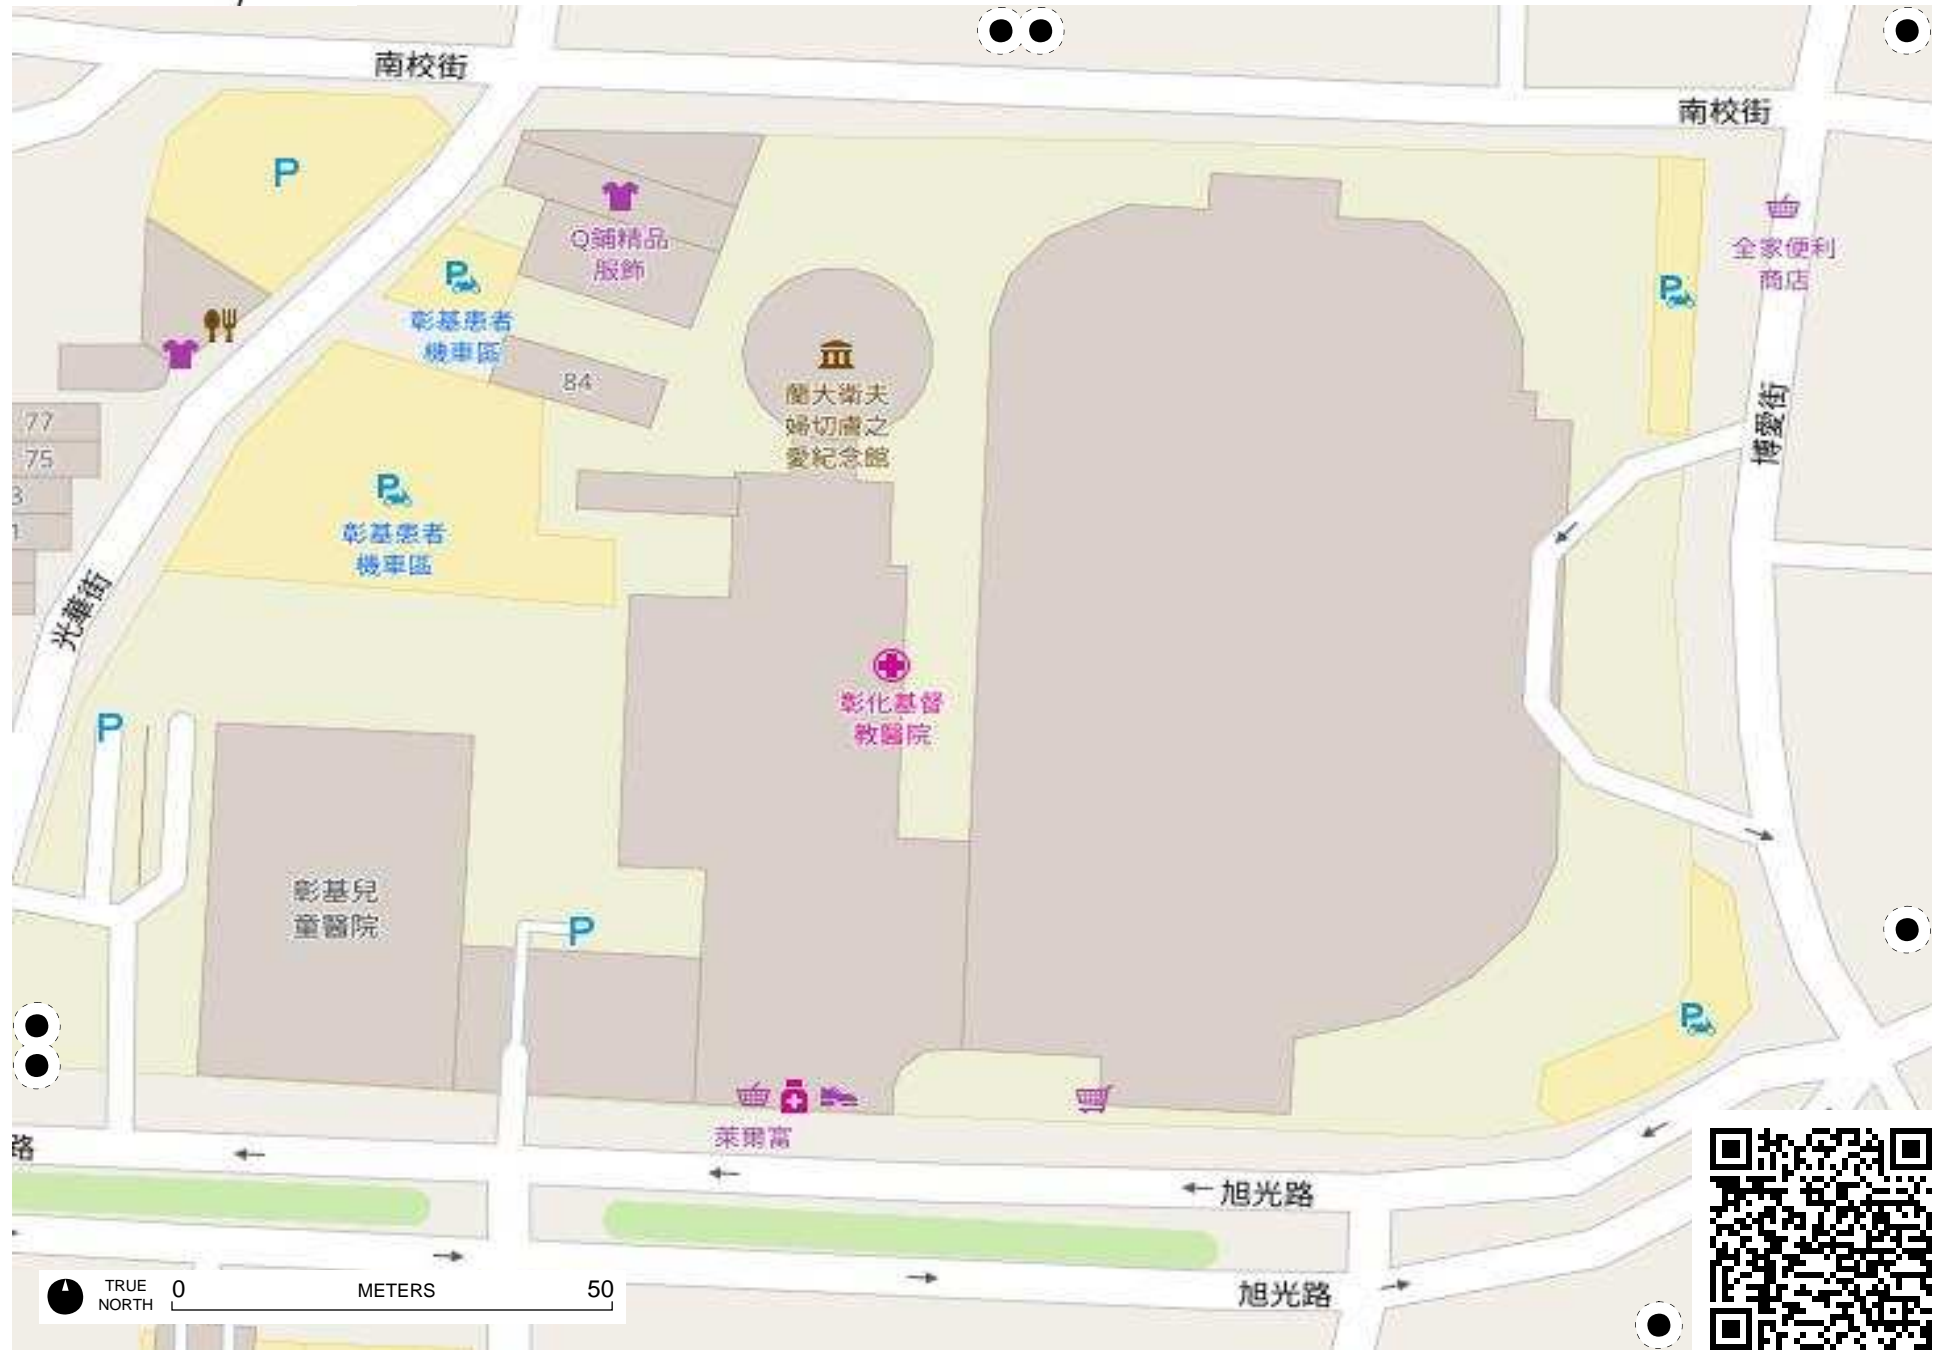 南校街
南校街
P
Q鋪精品
服飾
全家便利
商店
P
彰基患者
機車區
P
84
蘭大衛夫
婦切膚之
愛紀念館
77
75
博愛街
P
彰基患者
機車區
光華街
彰化基督
教醫院
P
彰基兒
童醫院
P
P
萊爾富
路
旭光路
旭光路
TRUE
NORTH
0 METERS 50